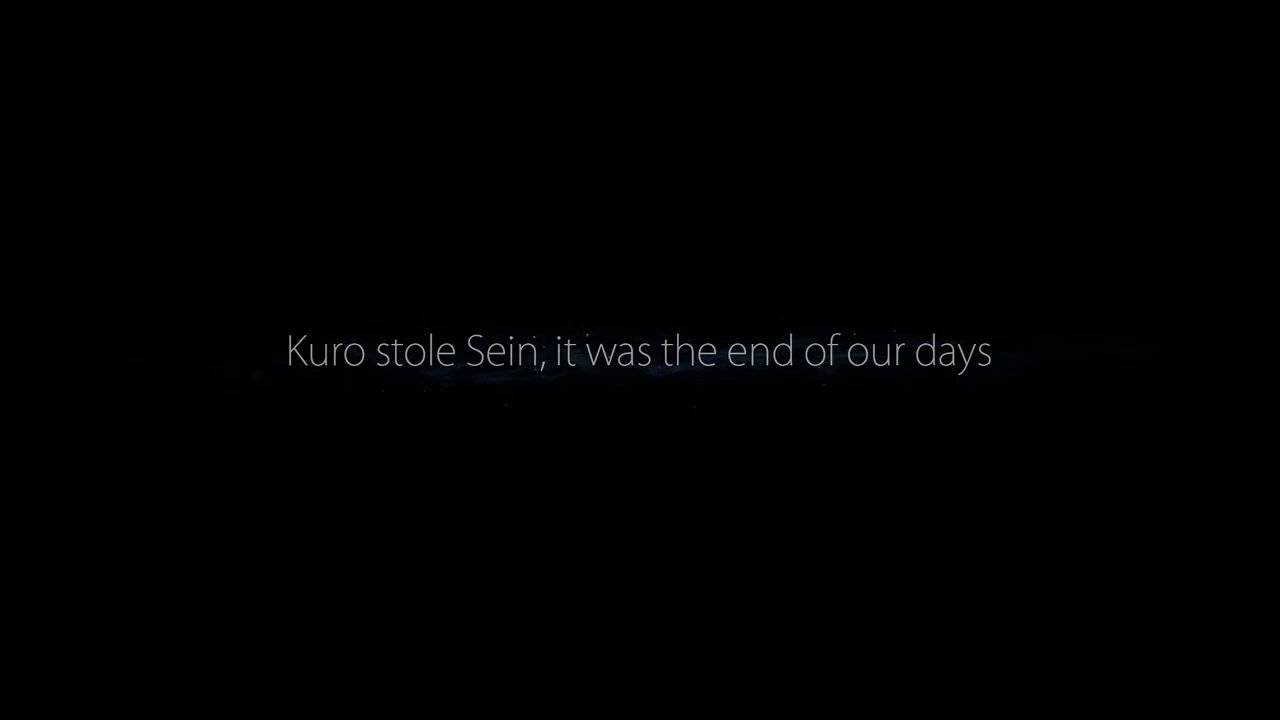 Kuro stole Sein, it was the end of our days